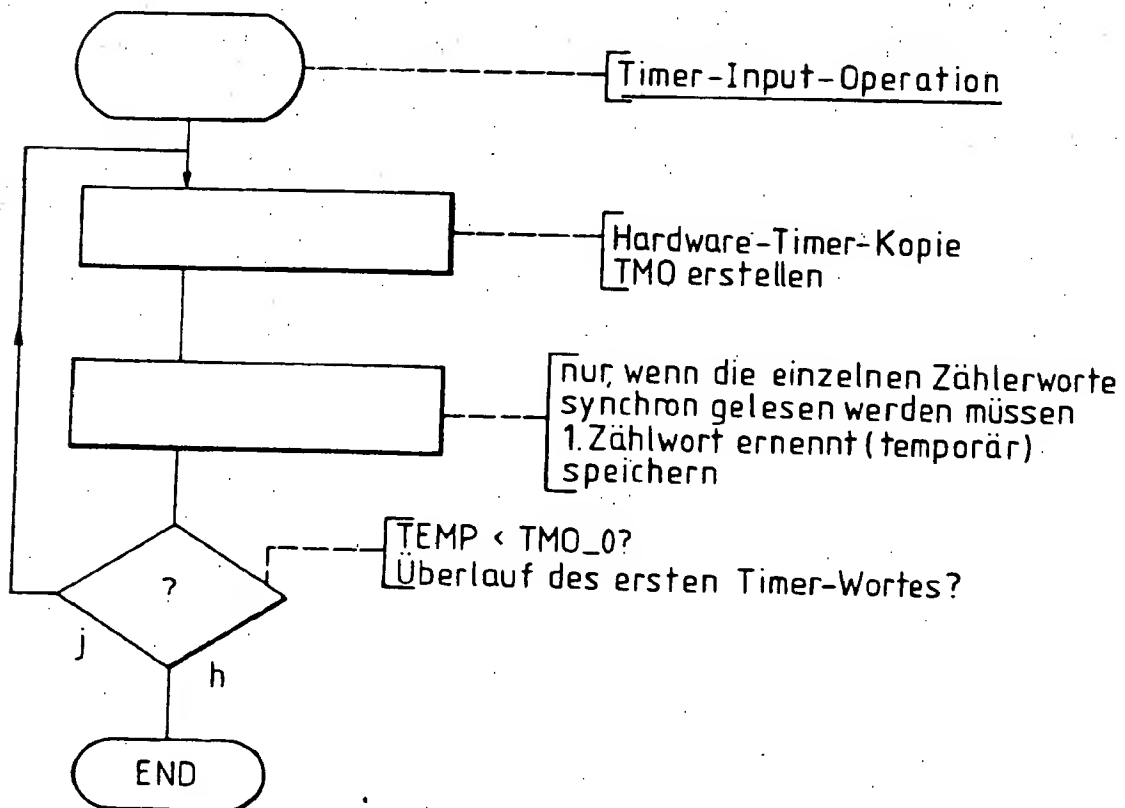 Timer-Input-Operation
Hardware-Timer-Kopie
TMO erstellen
nur, wenn die einzelnen Zählerworte
synchron gelesen werden müssen
1. Zählwort ernennt (temporär)
speichern
TEMP < TMO_0?
Überlauf des ersten Timer-Wortes?
?
j
h
END